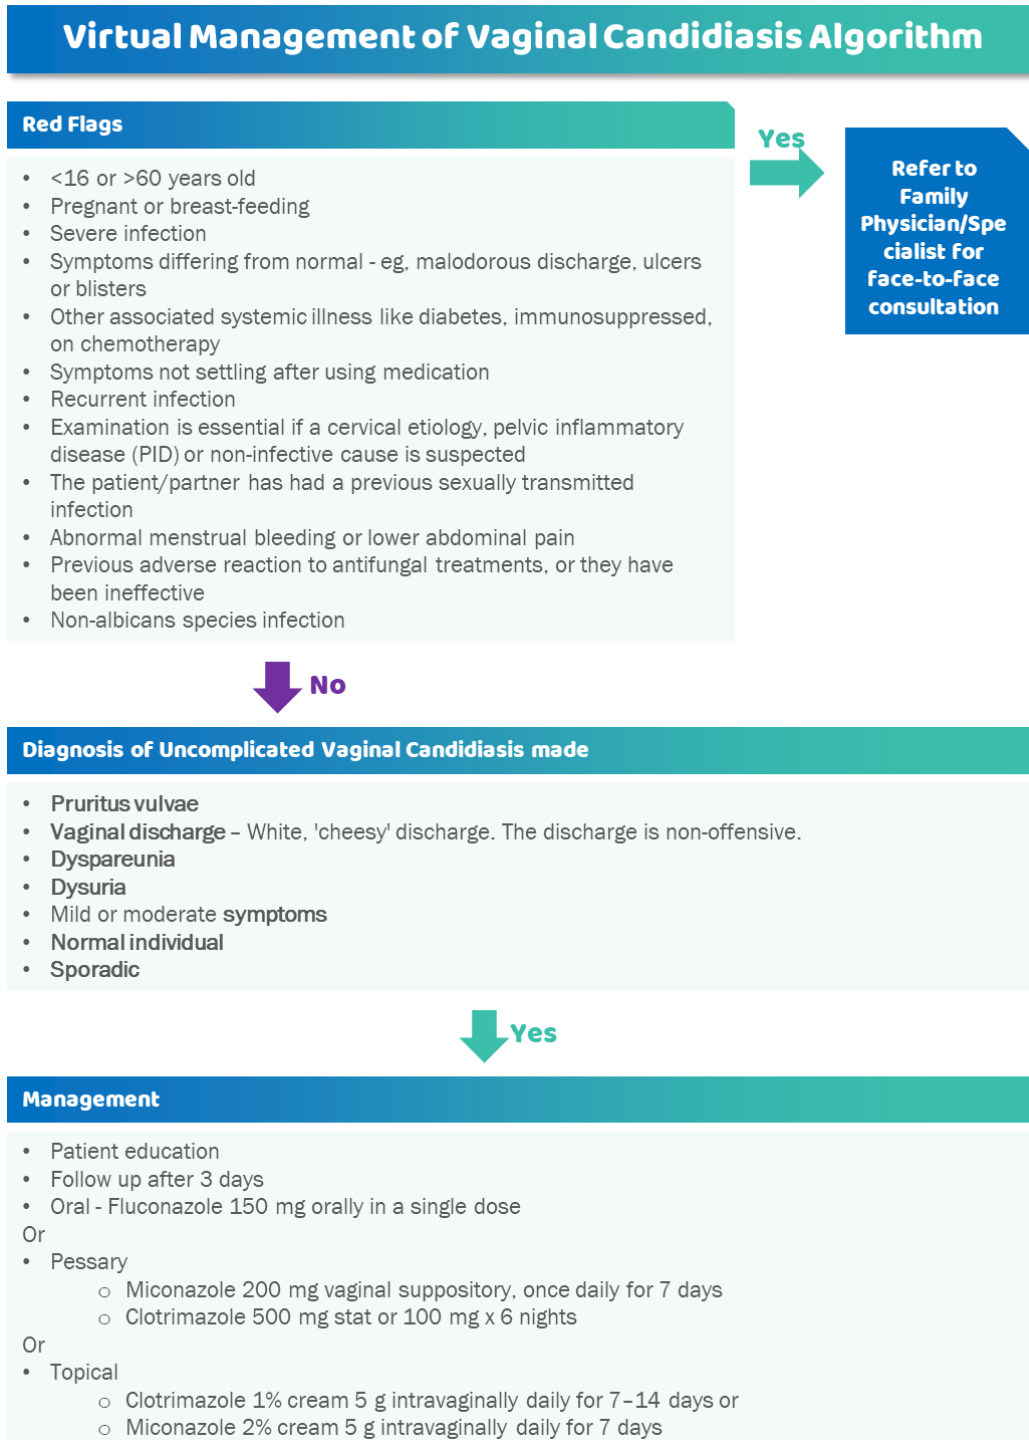 Virtual Management of Vaginal Candidiasis Algorithm
Red Flags
• <16 or >60 years old
• Pregnant or breast-feeding
• Severe infection
• Symptoms differing from normal - eg, malodorous discharge, ulcers
or blisters
• Other associated systemic illness like diabetes, immunosuppressed,
on chemotherapy
• Symptoms not settling after using medication
• Recurrent infection
• Examination is essential if a cervical etiology, pelvic inflammatory
disease (PID) or non-infective cause is suspected
• The patient/partner has had a previous sexually transmitted
infection
• Abnormal menstrual bleeding or lower abdominal pain
• Previous adverse reaction to antifungal treatments, or they have
been ineffective
• Non-albicans species infection
Yes
Refer to
Family
Physician/Spe
cialist for
face-to-face
consultation
No
Diagnosis of Uncomplicated Vaginal Candidiasis made
• Pruritus vulvae
• Vaginal discharge – White, 'cheesy' discharge. The discharge is non-offensive.
• Dyspareunia
• Dysuria
• Mild or moderate symptoms
• Normal individual
• Sporadic
Yes
Management
• Patient education
• Follow up after 3 days
• Oral - Fluconazole 150 mg orally in a single dose
Or
• Pessary
o Miconazole 200 mg vaginal suppository, once daily for 7 days
o Clotrimazole 500 mg stat or 100 mg x 6 nights
Or
• Topical
o Clotrimazole 1% cream 5 g intravaginally daily for 7–14 days or
o Miconazole 2% cream 5 g intravaginally daily for 7 days